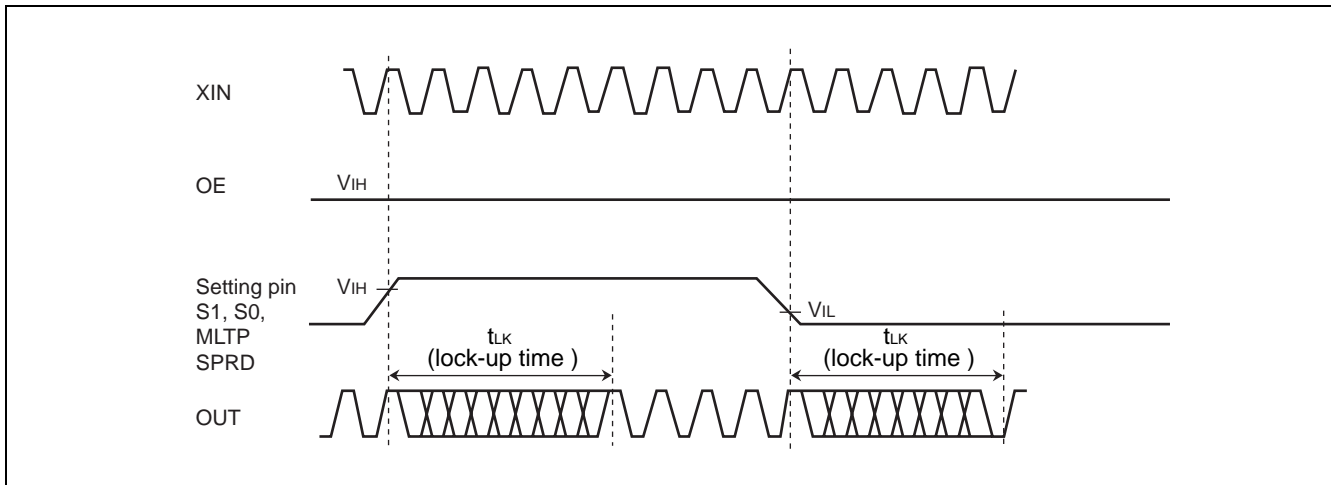 XIN
OE
VIH
Setting pin
S1, S0,
MLTP
SPRD
VIH
VIL
tLK
(lock-up time )
tLK
(lock-up time )
OUT